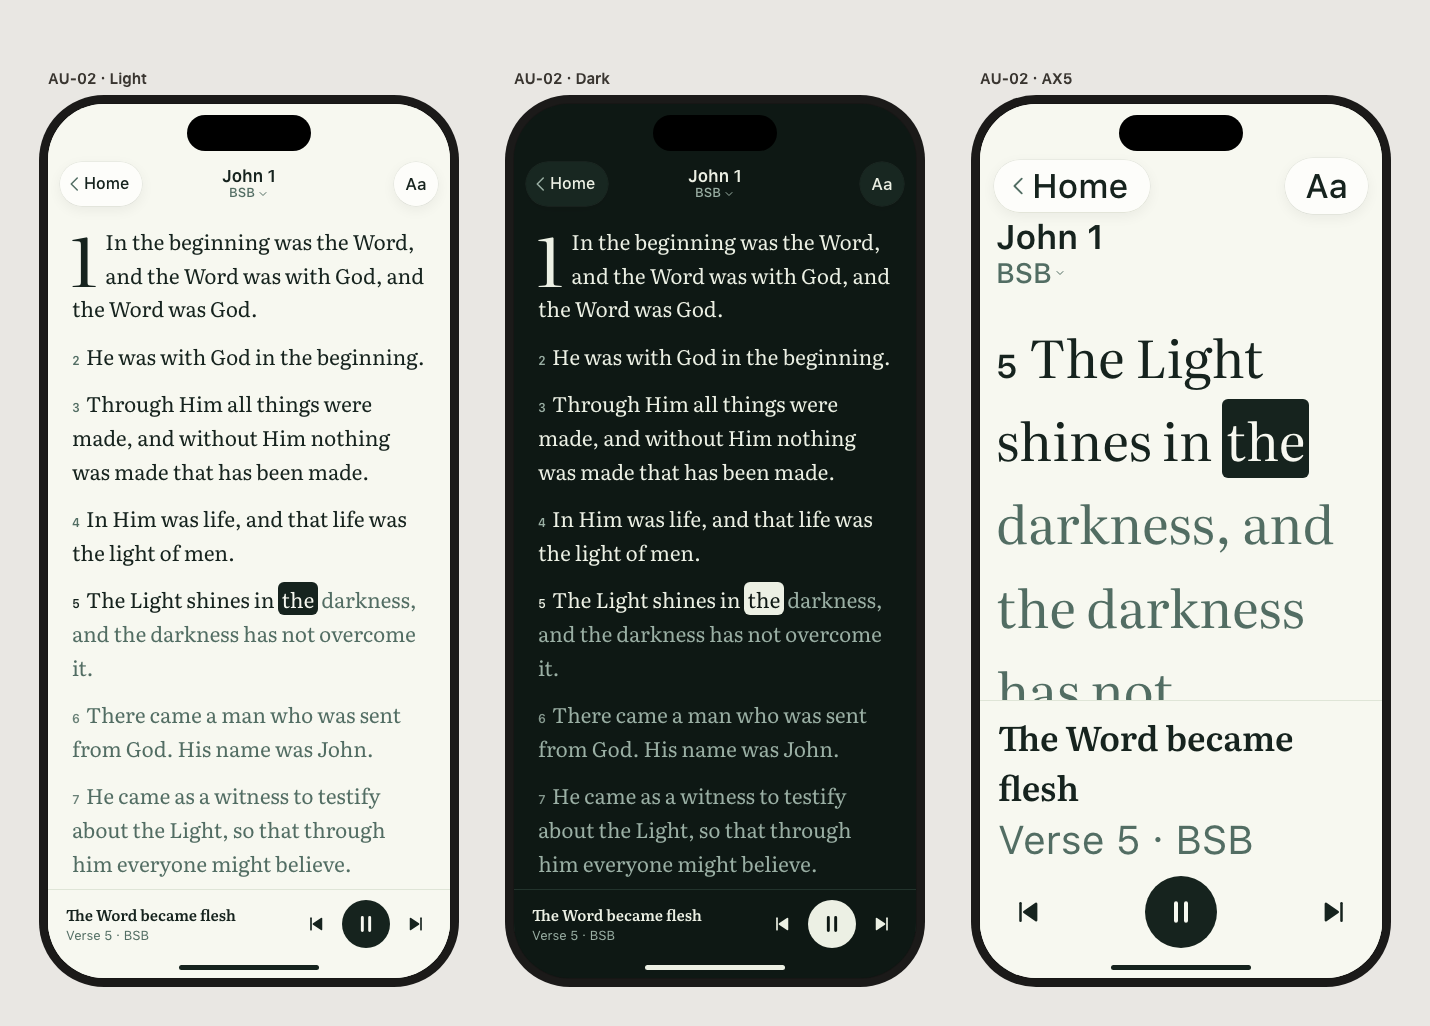 AU-02 · Light
Home
John 1
BSB
Aa
1 In the beginning was the Word,
and the Word was with God, and
the Word was God.
2 He was with God in the beginning.
3 Through Him all things were
made, and without Him nothing
was made that has been made.
4 In Him was life, and that life was
the light of men.
5 The Light shines in the darkness,
and the darkness has not overcome
it.
6 There came a man who was sent
from God. His name was John.
7 He came as a witness to testify
about the Light, so that through
him everyone might believe.
The Word became flesh
Verse 5 · BSB
AU-02 · Dark
Home
John 1
BSB
Aa
1 In the beginning was the Word,
and the Word was with God, and
the Word was God.
2 He was with God in the beginning.
3 Through Him all things were
made, and without Him nothing
was made that has been made.
4 In Him was life, and that life was
the light of men.
5 The Light shines in the darkness,
and the darkness has not overcome
it.
6 There came a man who was sent
from God. His name was John.
7 He came as a witness to testify
about the Light, so that through
him everyone might believe.
The Word became flesh
Verse 5 · BSB
AU-02 · AX5
Home
Aa
John 1
BSB
5 The Light
shines in the
darkness, and
the darkness
has not
The Word became
flesh
Verse 5 · BSB